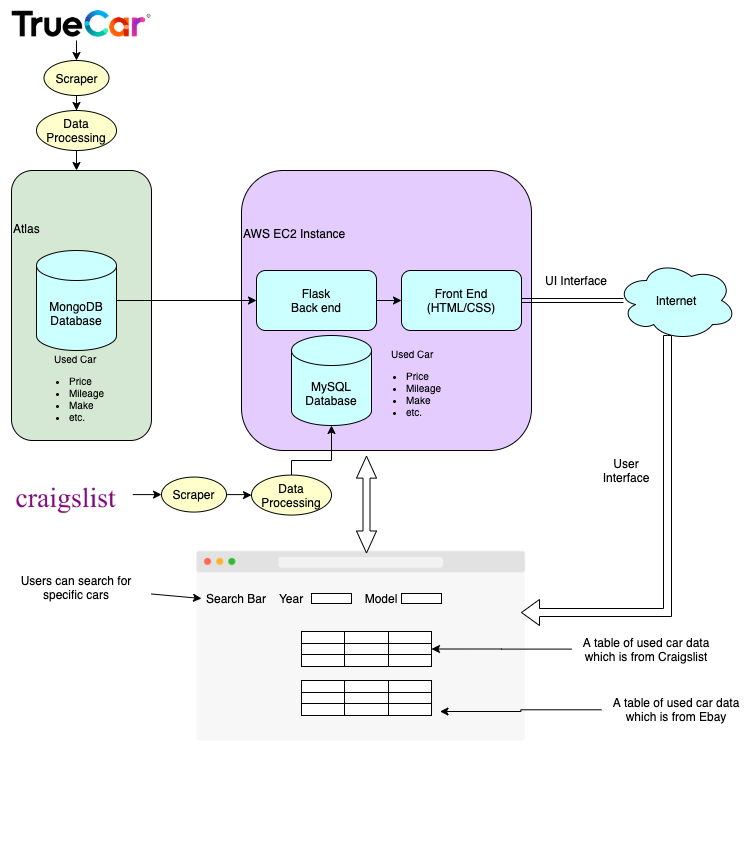 TrueCar
Scraper
Data
Processing
Atlas
MongoDB
Database
Used Car
• Price
• Mileage
• Make
• etc.
AWS EC2 Instance
Flask
Back end
Front End
(HTML/CSS)
MySQL
Database
Used Car
• Price
• Mileage
• Make
• etc.
UI Interface
Internet
User
Interface
craigslist
Scraper
Data
Processing
Users can search for
specific cars
Search Bar Year Model
A table of used car data
which is from Craigslist
A table of used car data
which is from Ebay